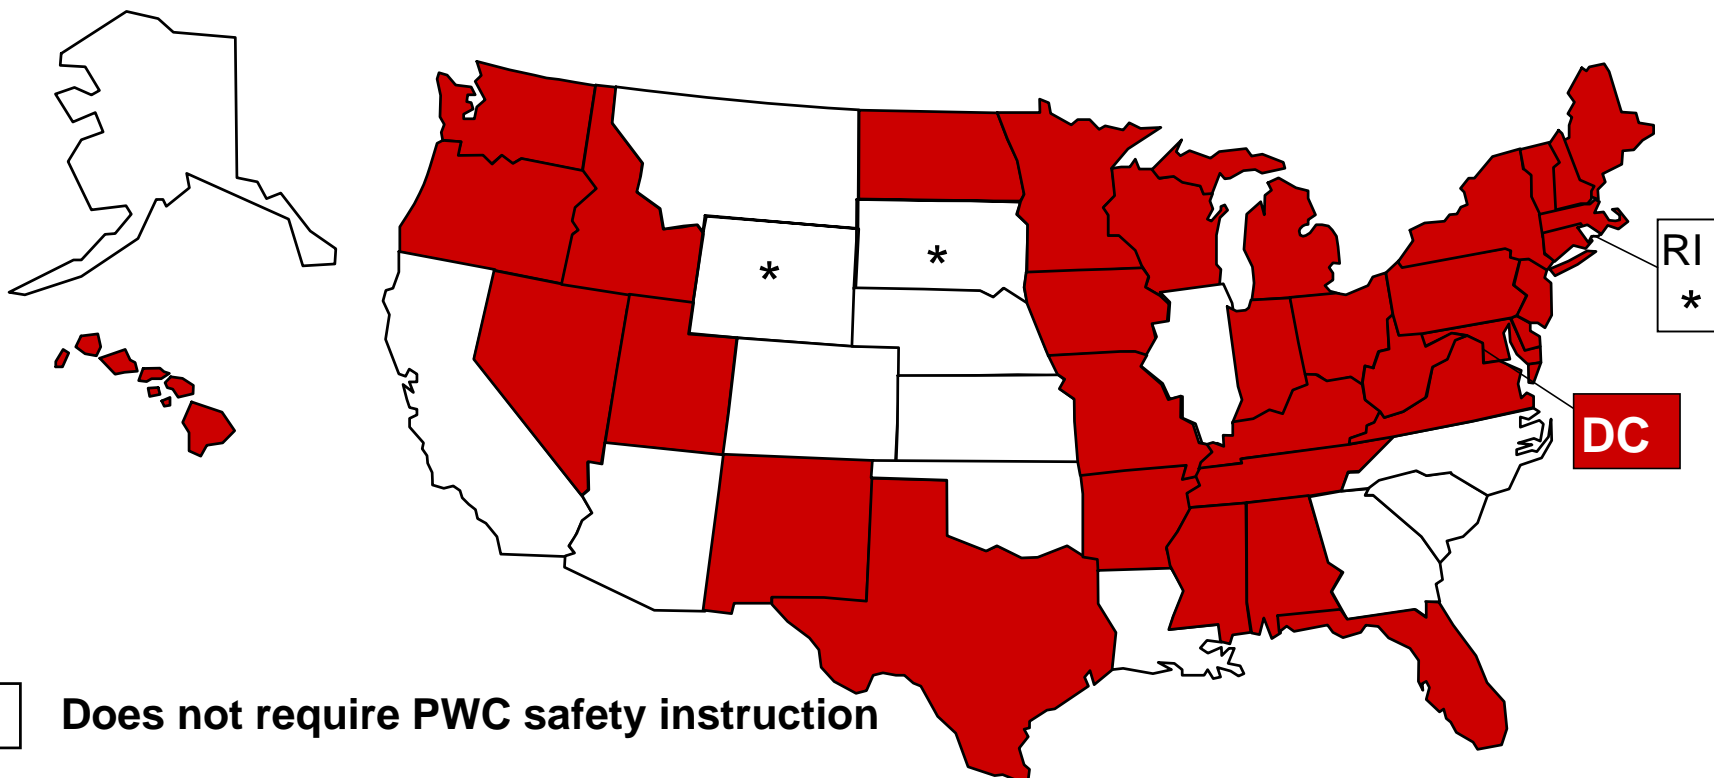 *
*
RI
*
DC
Does not require PWC safety instruction